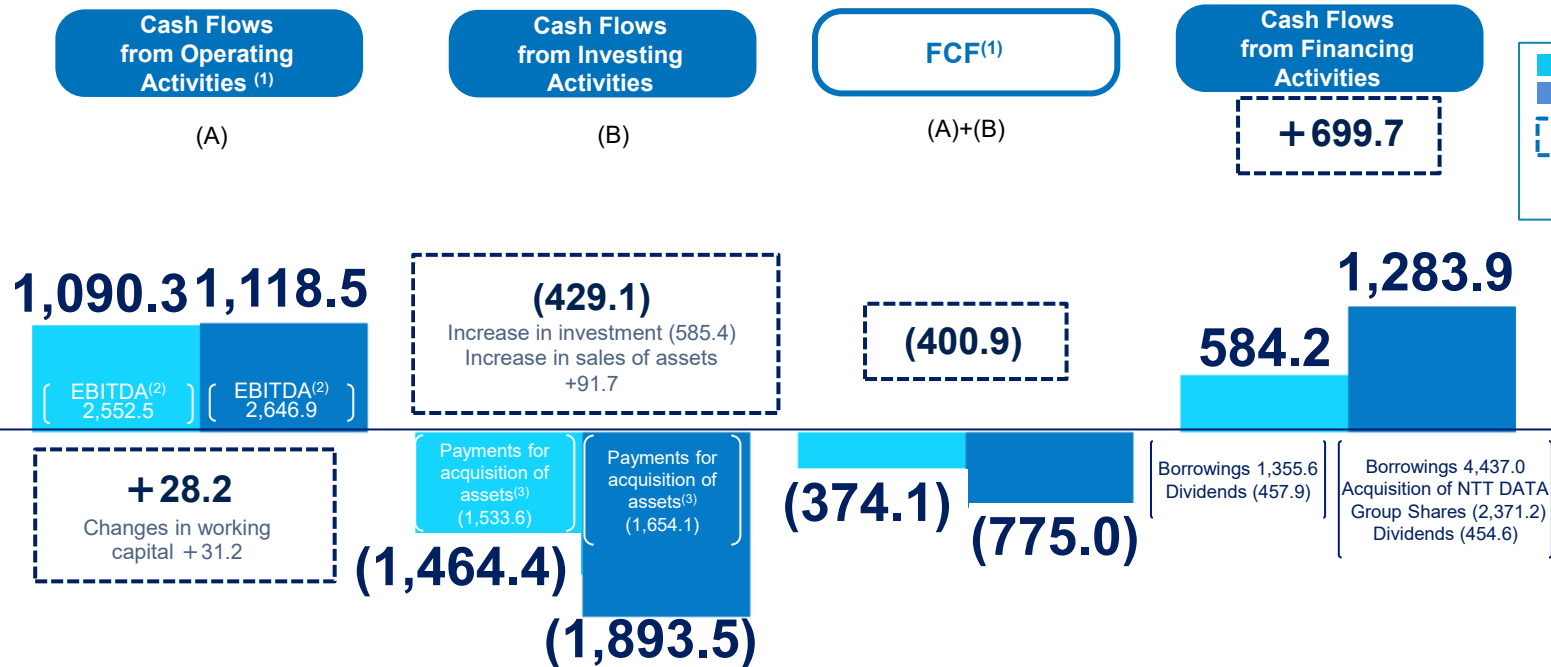 Cash Flows
from Operating
Activities (1)
(A)
Cash Flows
from Investing
Activities
(B)
FCF(1)
(A)+(B)
Cash Flows
from Financing
Activities
+699.7
1,090.3
1,118.5
EBITDA(2)
2,552.5
EBITDA(2)
2,646.9
+28.2
Changes in working
capital +31.2
(429.1)
Increase in investment (585.4)
Increase in sales of assets
+91.7
Payments for
acquisition of
assets(3)
(1,533.6)
Payments for
acquisition of
assets(3)
(1,654.1)
(1,464.4)
(1,893.5)
(400.9)
(374.1)
(775.0)
584.2
1,283.9
Borrowings 1,355.6
Dividends (457.9)
Borrowings 4,437.0
Acquisition of NTT DATA
Group Shares (2,371.2)
Dividends (454.6)